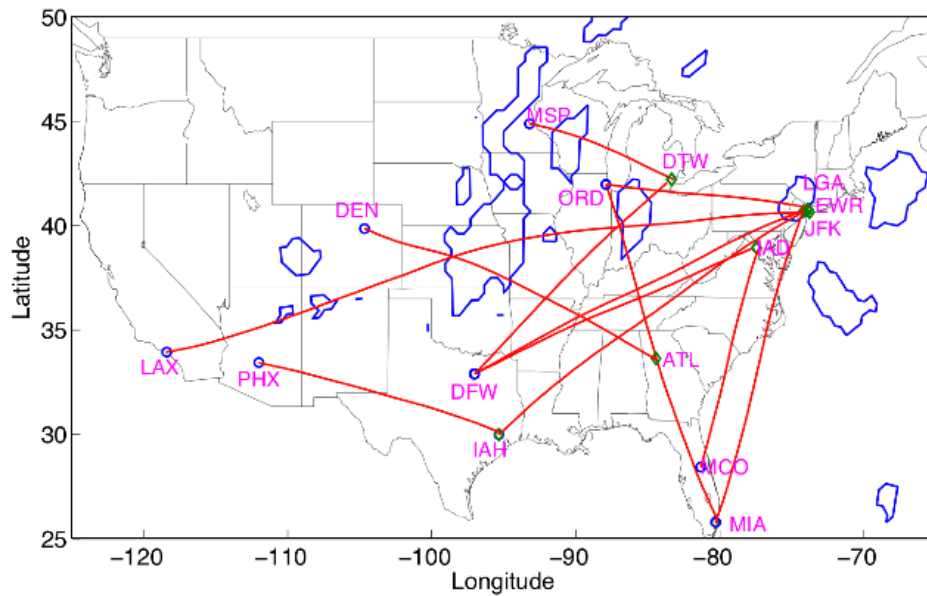 50
45
40
35
30
25
Latitude
MSP
DTW
ORD
LGA
EWR
JFK
DEN
IAD
LAX
PHX
DFW
ATL
IAH
MCO
MIA
−120
−110
−100
−90
−80
−70
Longitude